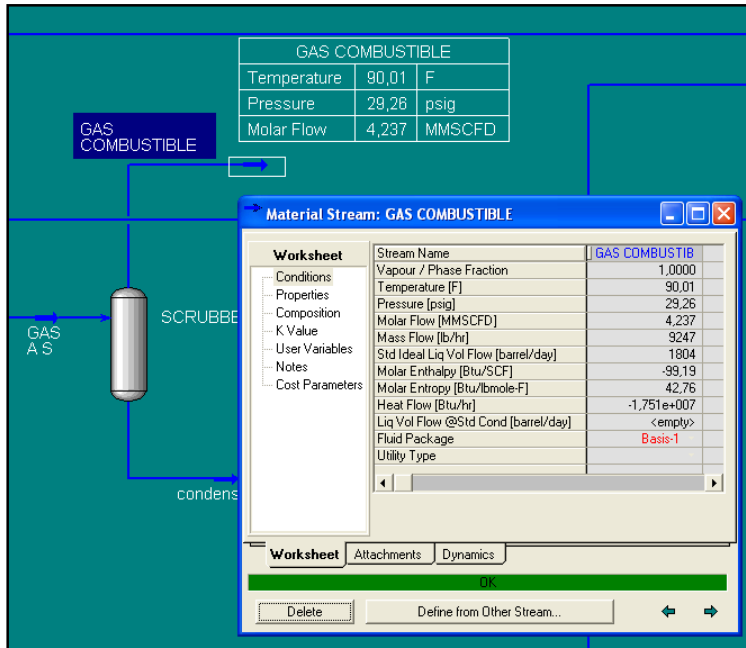 GAS COMBUSTIBLE
Temperature 90,01 F
Pressure 29,26 psig
Molar Flow 4,237 MMSCFD
GAS
COMBUSTIBLE
SCRUBBE
GAS
A S
condens
Material Stream: GAS COMBUSTIBLE
Worksheet
Conditions
Properties
Composition
K Value
User Variables
Notes
Cost Parameters
Stream Name GAS COMBUSTIB
Vapour / Phase Fraction 1,0000
Temperature [F] 90,01
Pressure [psig] 29,26
Molar Flow [MMSCFD] 4,237
Mass Flow [lb/hr] 9247
Std Ideal Liq Vol Flow [barrel/day] 1804
Molar Enthalpy [Btu/SCF] -99,19
Molar Entropy [Btu/lbmole-F] 42,76
Heat Flow [Btu/hr] -1,751e+007
Liq Vol Flow @Std Cond [barrel/day] <empty>
Fluid Package Basis-1
Utility Type
Worksheet Attachments Dynamics
OK
Delete Define from Other Stream...